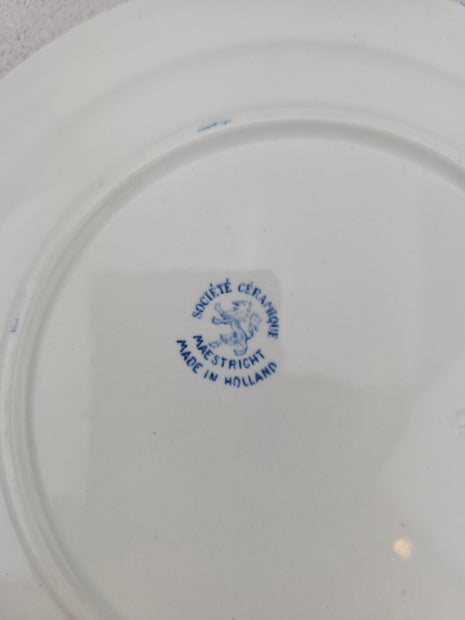 SOCIÉTÉ CÉRAMIQUE
MAESTRICHT
MADE IN HOLLAND